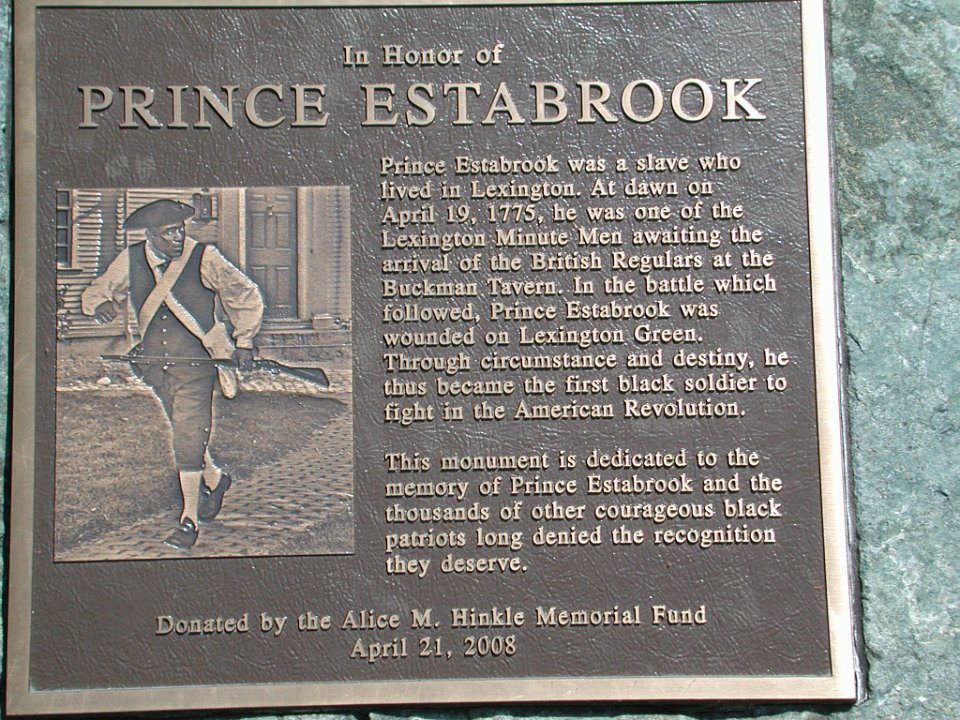 In Honor of
PRINCE ESTABROOK
Prince Estabrook was a slave who
lived in Lexington. At dawn on
April 19, 1775, he was one of the
Lexington Minute Men awaiting the
arrival of the British Regulars at the
Buckman Tavern. In the battle which
followed, Prince Estabrook was
wounded on Lexington Green.
Through circumstance and destiny, he
thus became the first black soldier to
fight in the American Revolution.
This monument is dedicated to the
memory of Prince Estabrook and the
thousands of other courageous black
patriots long denied the recognition
they deserve.
Donated by the Alice M. Hinkle Memorial Fund
April 21, 2008